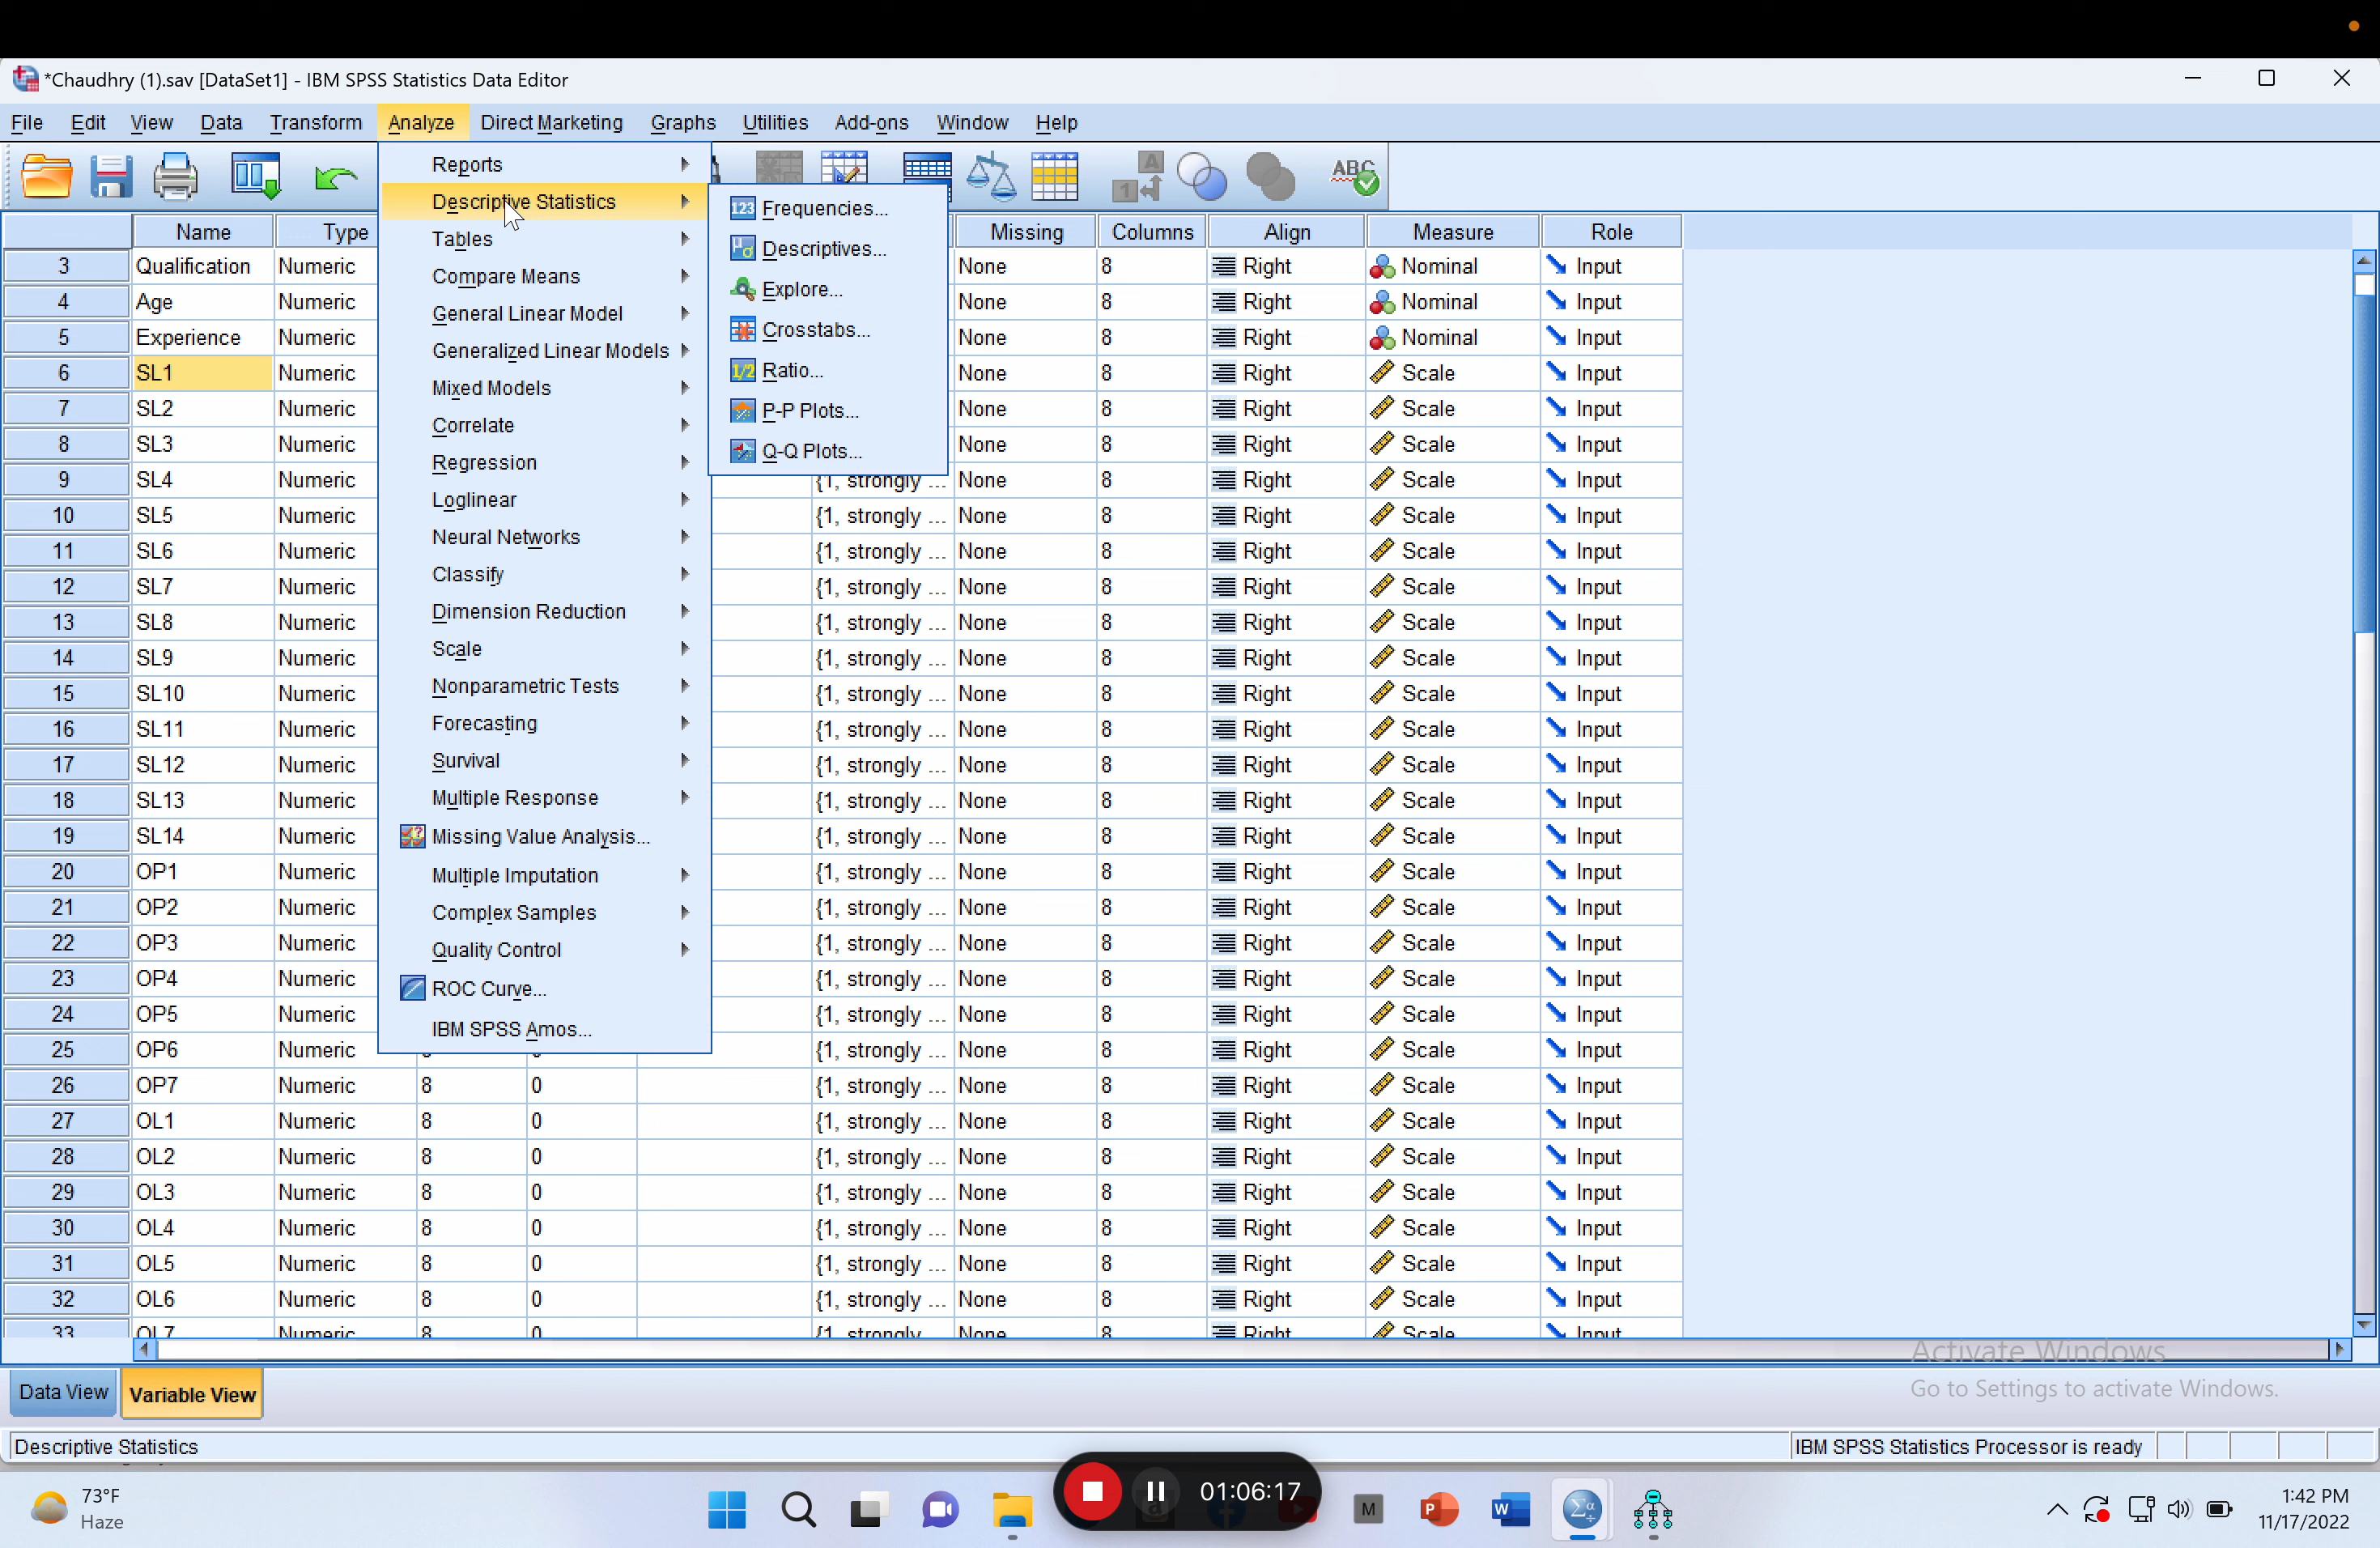 *Chaudhry (1).sav [DataSet1] - IBM SPSS Statistics Data Editor
File Edit View Data Transform Analyze Direct Marketing Graphs Utilities Add-ons Window Help
Reports
Descriptive Statistics
Tables
Compare Means
General Linear Model
Generalized Linear Models
Mixed Models
Correlate
Regression
Loglinear
Neural Networks
Classify
Dimension Reduction
Scale
Nonparametric Tests
Forecasting
Survival
Multiple Response
Missing Value Analysis...
Multiple Imputation
Complex Samples
Quality Control
ROC Curve...
IBM SPSS Amos...
Frequencies...
Descriptives...
Explore...
Crosstabs...
Ratio...
P-P Plots...
Q-Q Plots...
Name Type Missing Columns Align Measure Role
3 Qualification Numeric None 8 Right Nominal Input
4 Age Numeric None 8 Right Nominal Input
5 Experience Numeric None 8 Right Nominal Input
6 SL1 Numeric None 8 Right Scale Input
7 SL2 Numeric None 8 Right Scale Input
8 SL3 Numeric None 8 Right Scale Input
9 SL4 Numeric {1, strongly ... None 8 Right Scale Input
10 SL5 Numeric {1, strongly ... None 8 Right Scale Input
11 SL6 Numeric {1, strongly ... None 8 Right Scale Input
12 SL7 Numeric {1, strongly ... None 8 Right Scale Input
13 SL8 Numeric {1, strongly ... None 8 Right Scale Input
14 SL9 Numeric {1, strongly ... None 8 Right Scale Input
15 SL10 Numeric {1, strongly ... None 8 Right Scale Input
16 SL11 Numeric {1, strongly ... None 8 Right Scale Input
17 SL12 Numeric {1, strongly ... None 8 Right Scale Input
18 SL13 Numeric {1, strongly ... None 8 Right Scale Input
19 SL14 Numeric {1, strongly ... None 8 Right Scale Input
20 OP1 Numeric {1, strongly ... None 8 Right Scale Input
21 OP2 Numeric {1, strongly ... None 8 Right Scale Input
22 OP3 Numeric {1, strongly ... None 8 Right Scale Input
23 OP4 Numeric {1, strongly ... None 8 Right Scale Input
24 OP5 Numeric {1, strongly ... None 8 Right Scale Input
25 OP6 Numeric {1, strongly ... None 8 Right Scale Input
26 OP7 Numeric 8 0 {1, strongly ... None 8 Right Scale Input
27 OL1 Numeric 8 0 {1, strongly ... None 8 Right Scale Input
28 OL2 Numeric 8 0 {1, strongly ... None 8 Right Scale Input
29 OL3 Numeric 8 0 {1, strongly ... None 8 Right Scale Input
30 OL4 Numeric 8 0 {1, strongly ... None 8 Right Scale Input
31 OL5 Numeric 8 0 {1, strongly ... None 8 Right Scale Input
32 OL6 Numeric 8 0 {1, strongly ... None 8 Right Scale Input
33 OL7 Numeric 8 0 {1, strongly None 8 Right Scale Input
Activate Windows
Go to Settings to activate Windows.
Data View Variable View
Descriptive Statistics IBM SPSS Statistics Processor is ready
73°F
Haze
01:06:17
1:42 PM
11/17/2022